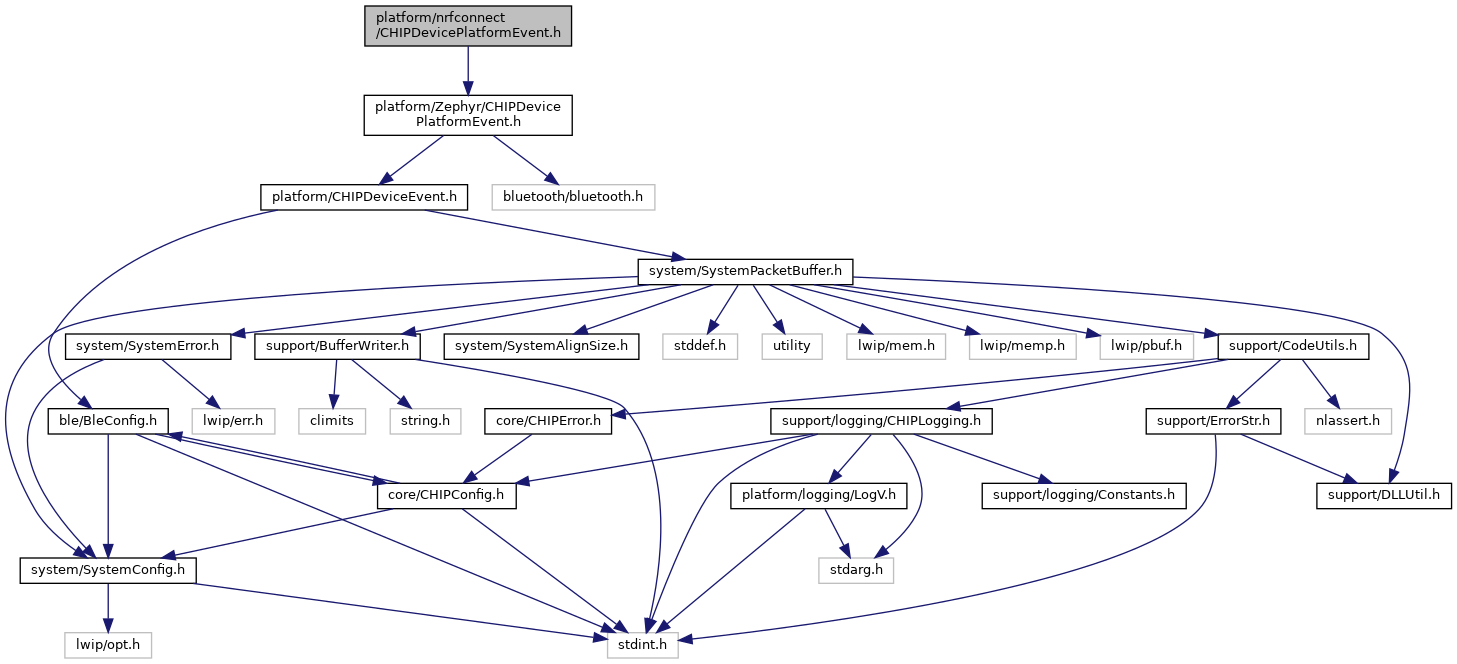 platform/nrfconnect
/CHIPDevicePlatformEvent.h
platform/Zephyr/CHIPDevice
PlatformEvent.h
platform/CHIPDeviceEvent.h
bluetooth/bluetooth.h
system/SystemPacketBuffer.h
system/SystemError.h
support/BufferWriter.h
system/SystemAlignSize.h
stddef.h
utility
lwip/mem.h
lwip/memp.h
lwip/pbuf.h
support/CodeUtils.h
ble/BleConfig.h
lwip/err.h
climits
string.h
core/CHIPError.h
support/logging/CHIPLogging.h
support/ErrorStr.h
nlassert.h
core/CHIPConfig.h
platform/logging/LogV.h
support/logging/Constants.h
support/DLLUtil.h
system/SystemConfig.h
stdarg.h
lwip/opt.h
stdint.h